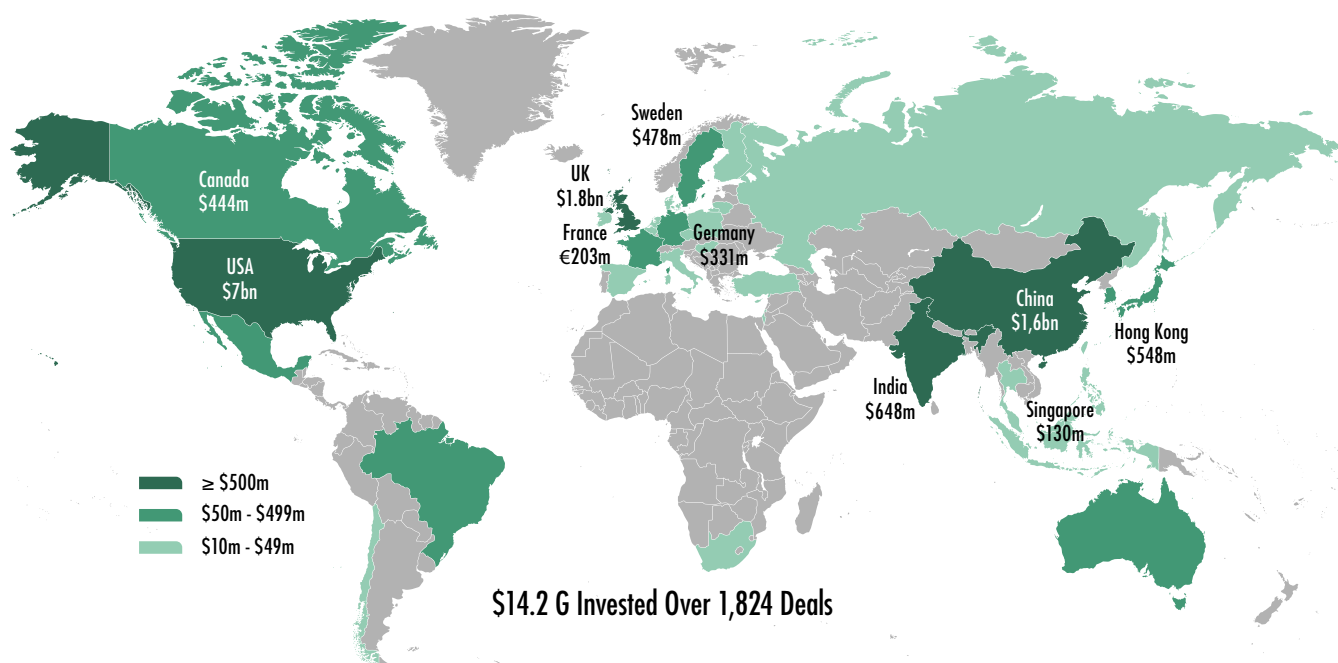 Sweden
$478m
UK
$1.8bn
Canada
$444m
France
€203m
Germany
$331m
USA
$7bn
China
$1,6bn
Hong Kong
$548m
India
$648m
Singapore
$130m
≥ $500m
$50m - $499m
$10m - $49m
$14.2 G Invested Over 1,824 Deals